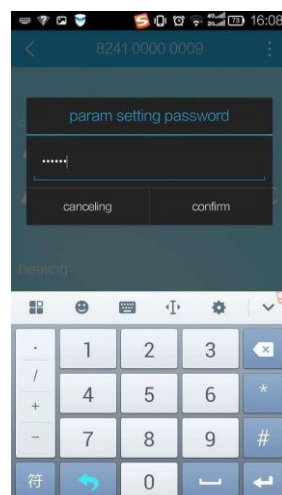 73 16:08
8241 0000 0009
param setting password
······
canceling
confirm
heating
· 1 2 3
/
+ 4 5 6 *
- 7 8 9 #
符 0